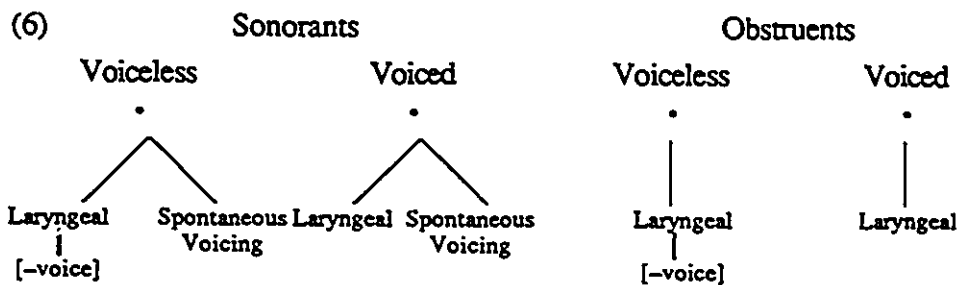 (6) Sonorants Obstruents
Voiceless Voiced Voiceless Voiced
Laryngeal Spontaneous Voicing Laryngeal Spontaneous Voicing Laryngeal Laryngeal
[–voice] [–voice]